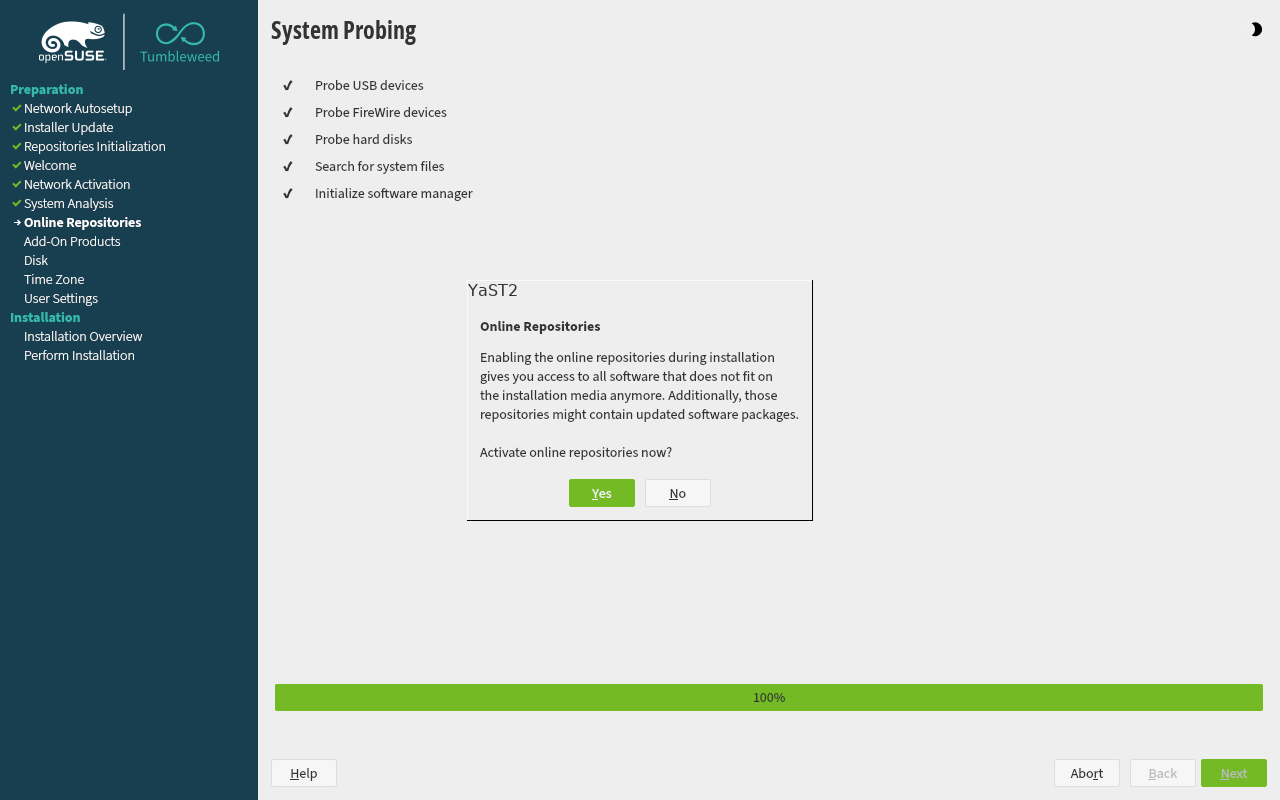 openSUSE
Tumbleweed
Preparation
Network Autosetup
Installer Update
Repositories Initialization
Welcome
Network Activation
System Analysis
Online Repositories
Add-On Products
Disk
Time Zone
User Settings
Installation
Installation Overview
Perform Installation
System Probing
Probe USB devices
Probe FireWire devices
Probe hard disks
Search for system files
Initialize software manager
YaST2
Online Repositories
Enabling the online repositories during installation
gives you access to all software that does not fit on
the installation media anymore. Additionally, those
repositories might contain updated software packages.
Activate online repositories now?
Yes
No
100%
Help
Abort
Back
Next